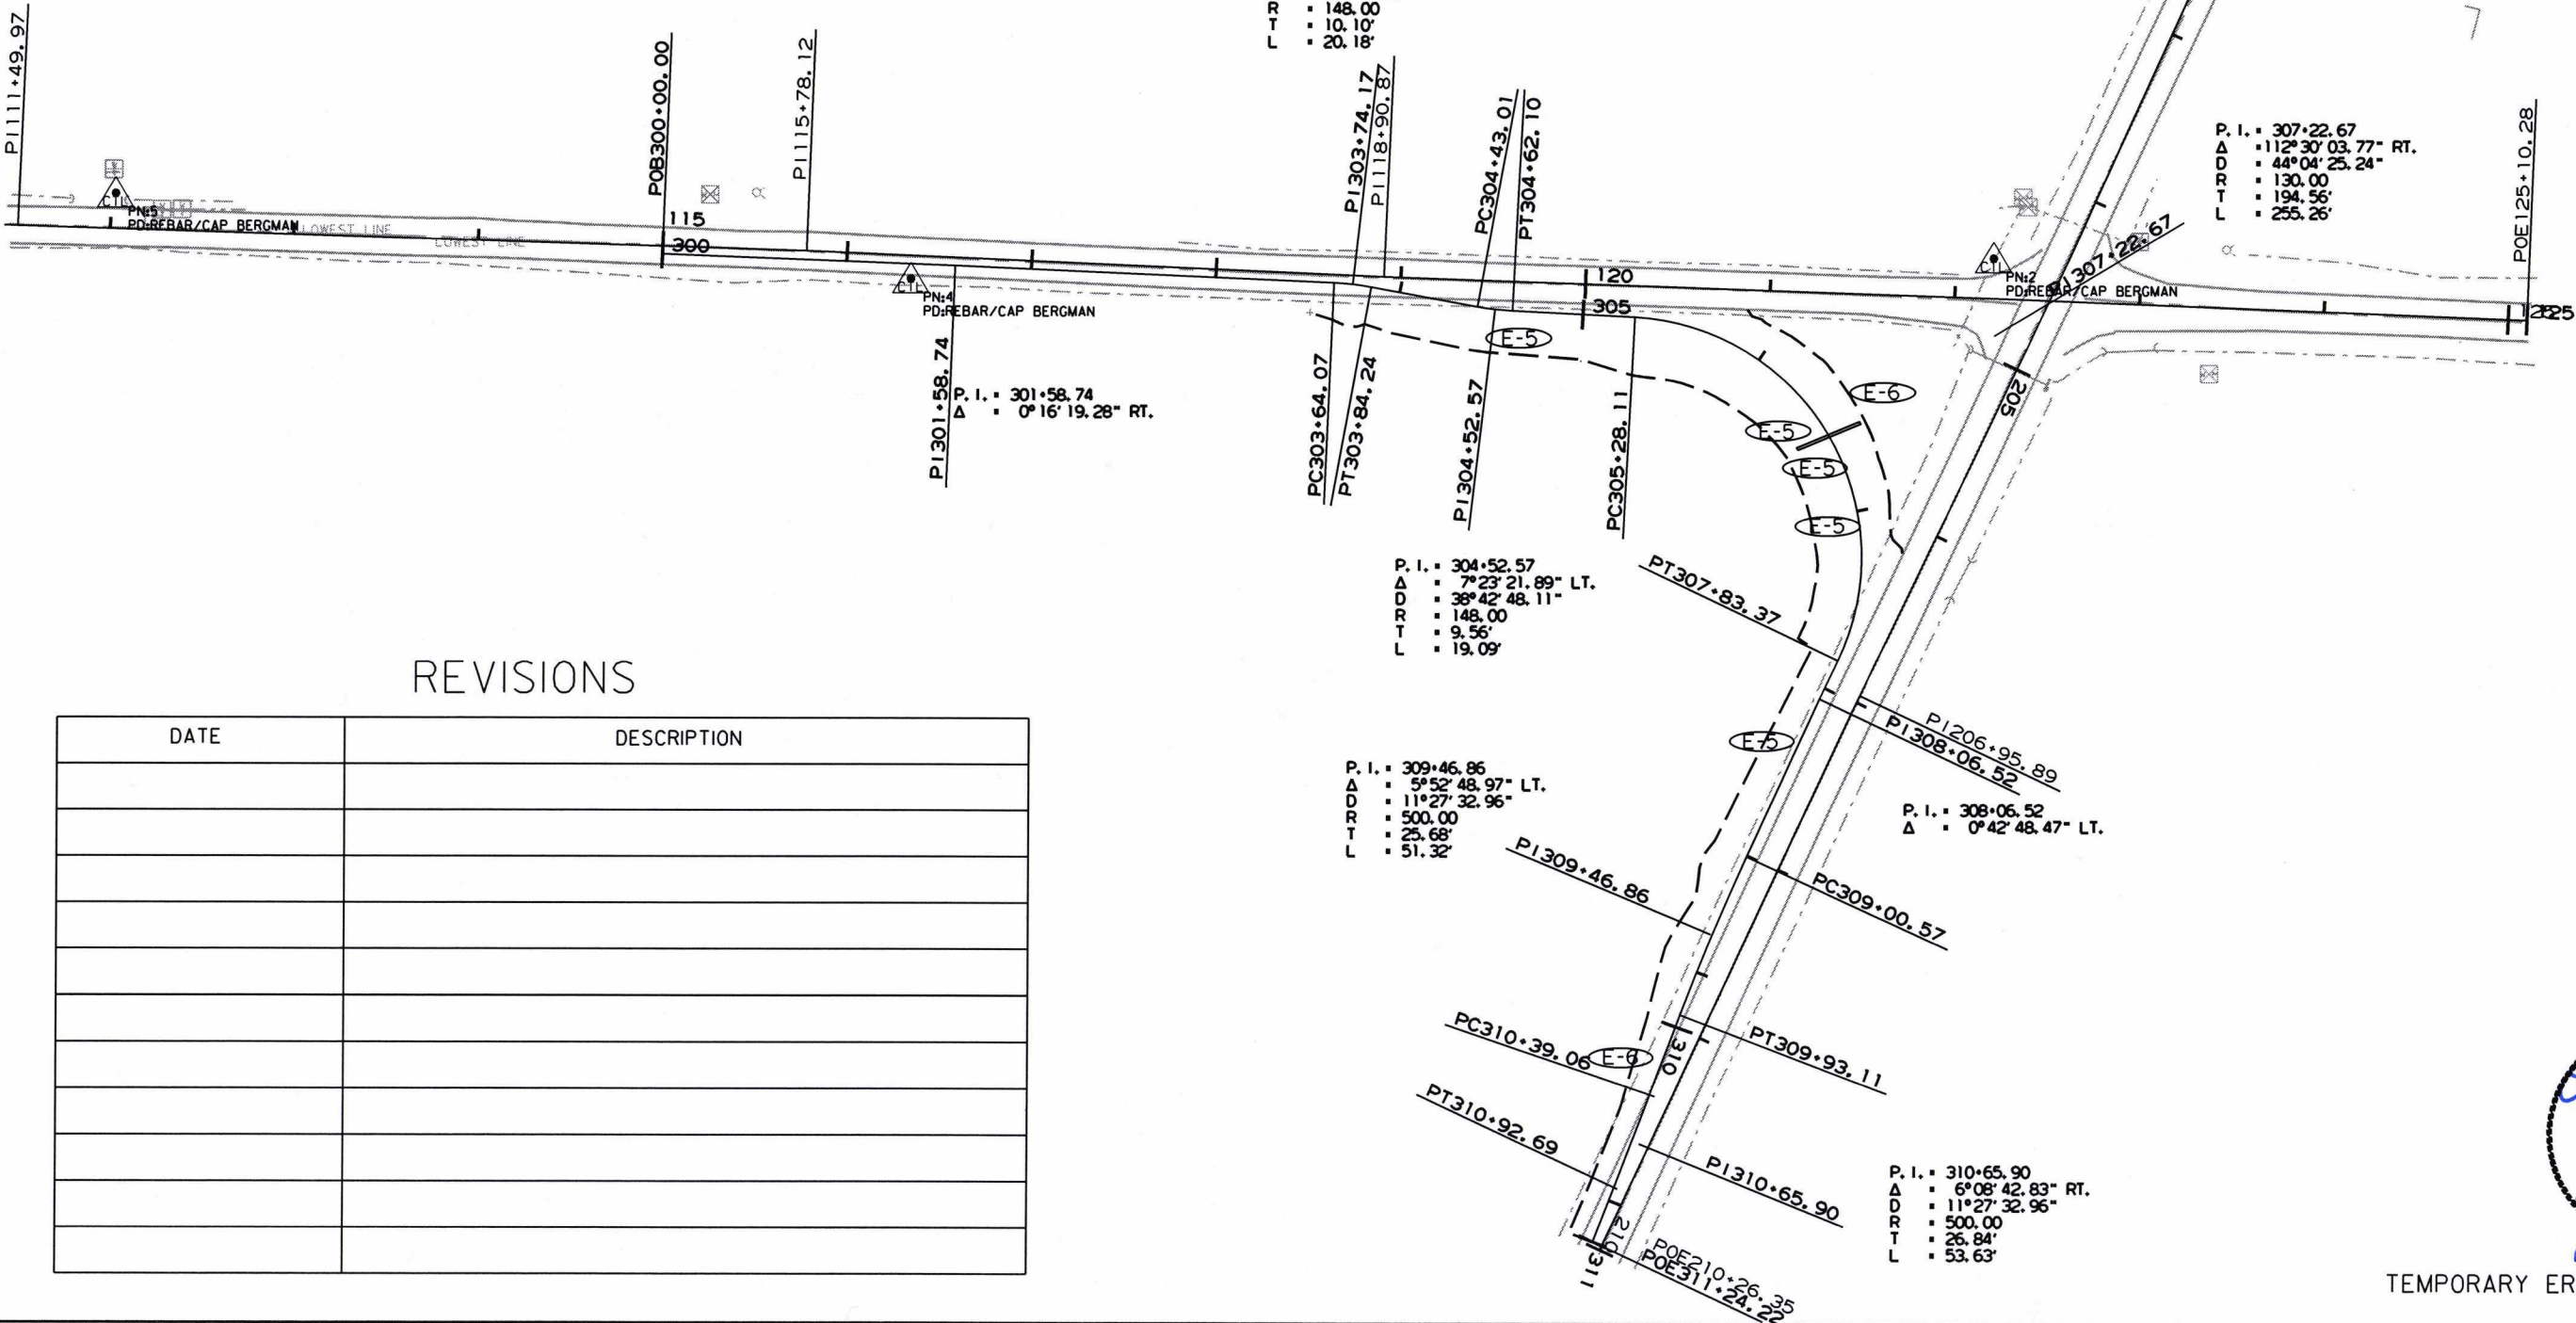 R = 148.00
T = 10.10'
L = 20.18'
PI111+49.97
POB300+00.00
PI115+78.12
PI303+74.17
PI118+90.87
PC304+43.01
PT304+62.10
P.I. = 307+22.67
Δ = 112°30'03.77" RT.
D = 44°04'25.24"
R = 130.00
T = 194.56'
L = 255.26'
POE125+10.28
CTL
PN:5
PD:REBAR/CAP BERGMAN
LOWEST LINE
LOWEST LINE
115
300
CTL
PN:4
PD:REBAR/CAP BERGMAN
120
305
CTL
PN:2
PD:REBAR/CAP BERGMAN
PI307+22.67
125
E-5
E-6
E-5
E-5
E-5
205
PI301+58.74
P.I. = 301+58.74
Δ = 0°16'19.28" RT.
PC303+64.07
PT303+84.24
PI304+52.57
PC305+28.11
P.I. = 304+52.57
Δ = 7°23'21.89" LT.
D = 38°42'48.11"
R = 148.00
T = 9.56'
L = 19.09'
PT307+83.37
REVISIONS
DATE DESCRIPTION
E-5
PI206+95.89
PI308+06.52
P.I. = 308+06.52
Δ = 0°42'48.47" LT.
P.I. = 309+46.86
Δ = 5°52'48.97" LT.
D = 11°27'32.96"
R = 500.00
T = 25.68'
L = 51.32'
PI309+46.86
PC309+00.57
PC310+39.06
E-6
310
PT309+93.11
PT310+92.69
PI310+65.90
P.I. = 310+65.90
Δ = 6°08'42.83" RT.
D = 11°27'32.96"
R = 500.00
T = 26.84'
L = 53.63'
210
311
POE210+26.35
POE311+24.22
TEMPORARY ER